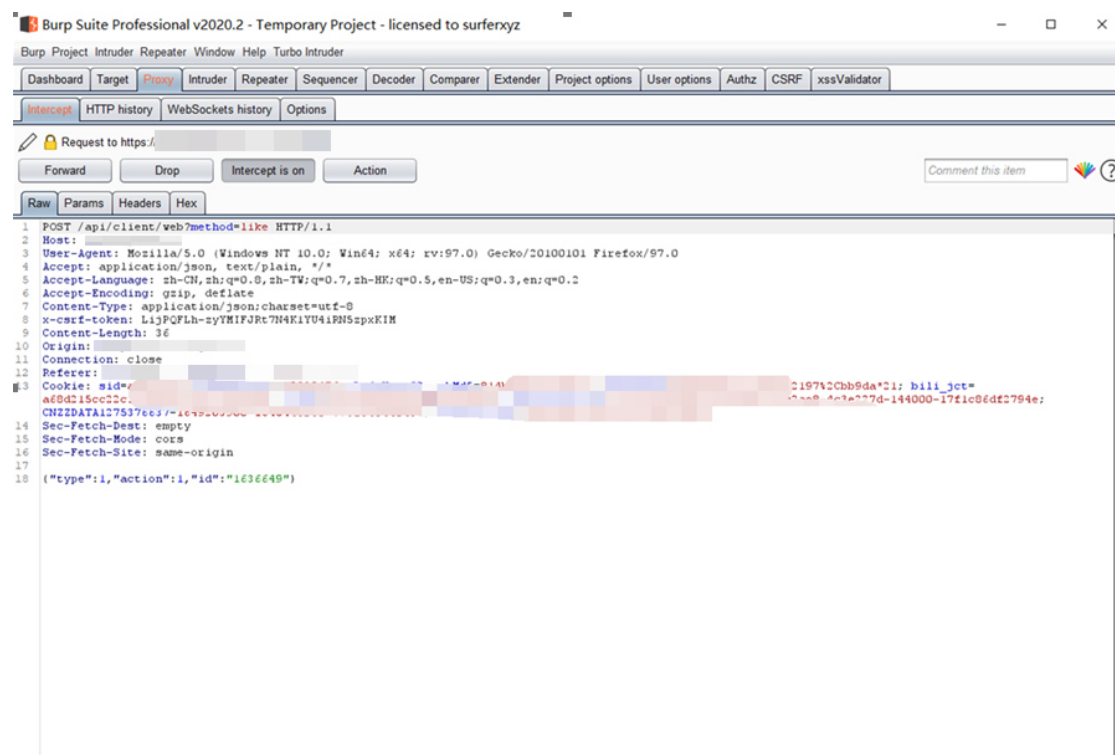 Burp Suite Professional v2020.2 - Temporary Project - licensed to surferxyz
Burp Project Intruder Repeater Window Help Turbo Intruder
Dashboard Target Proxy Intruder Repeater Sequencer Decoder Comparer Extender Project options User options Authz CSRF xssValidator
Intercept HTTP history WebSockets history Options
Request to https:/
Forward Drop Intercept is on Action Comment this item ?
Raw Params Headers Hex
1 POST /api/client/web?method=like HTTP/1.1
2 Host:
3 User-Agent: Mozilla/5.0 (Windows NT 10.0; Win64; x64; rv:97.0) Gecko/20100101 Firefox/97.0
4 Accept: application/json, text/plain, */*
5 Accept-Language: zh-CN,zh;q=0.8,zh-TW;q=0.7,zh-HK;q=0.5,en-US;q=0.3,en;q=0.2
6 Accept-Encoding: gzip, deflate
7 Content-Type: application/json;charset=utf-8
8 x-csrf-token: LijPQFLh-zyYMIFJRt7N4K1YU4iRN5zpxKIM
9 Content-Length: 36
10 Origin:
11 Connection: close
12 Referer:
13 Cookie: sid= 2197%2Cbb9da*21; bili_jct=
a68d215cc22c -144000-17f1c86df2794e;
14 Sec-Fetch-Dest: empty
15 Sec-Fetch-Mode: cors
16 Sec-Fetch-Site: same-origin
17
18 {"type":1,"action":1,"id":"1636649"}